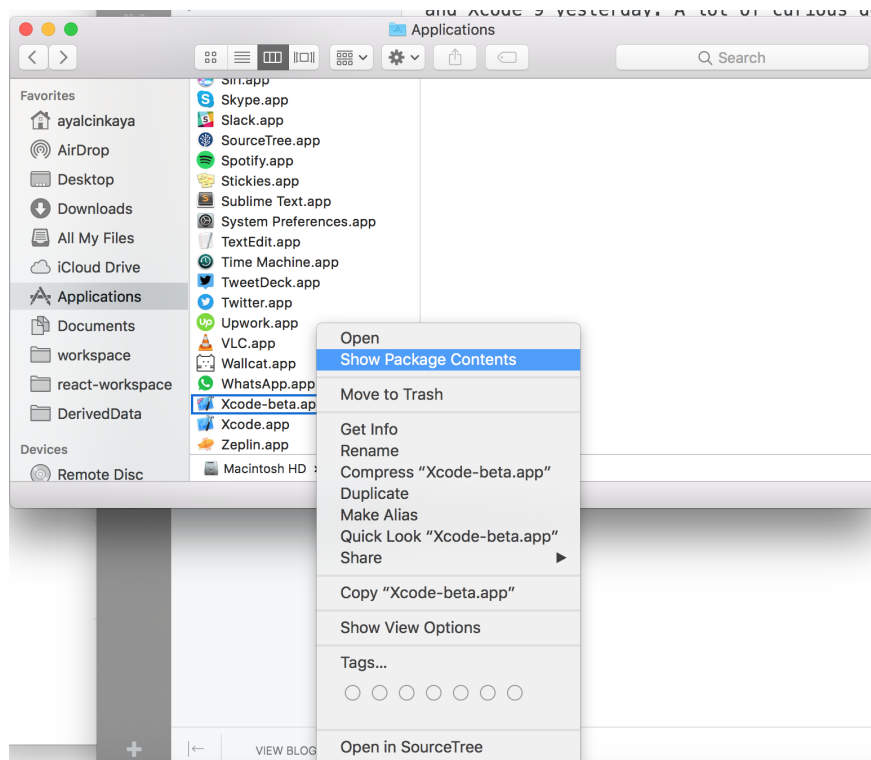 and Xcode 9 yesterday. A lot of curious d
Applications
Search
Favorites
ayalcinkaya
AirDrop
Desktop
Downloads
All My Files
iCloud Drive
Applications
Documents
workspace
react-workspace
DerivedData
Devices
Remote Disc
Siri.app
Skype.app
Slack.app
SourceTree.app
Spotify.app
Stickies.app
Sublime Text.app
System Preferences.app
TextEdit.app
Time Machine.app
TweetDeck.app
Twitter.app
Upwork.app
VLC.app
Wallcat.app
WhatsApp.app
Xcode-beta.ap
Xcode.app
Zeplin.app
Macintosh HD
Open
Show Package Contents
Move to Trash
Get Info
Rename
Compress “Xcode-beta.app”
Duplicate
Make Alias
Quick Look “Xcode-beta.app”
Share
Copy “Xcode-beta.app”
Show View Options
Tags...
Open in SourceTree
VIEW BLOG